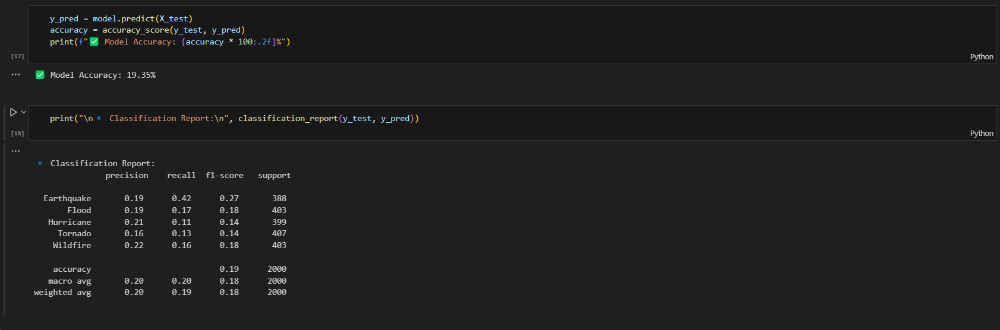 y_pred = model.predict(X_test)
accuracy = accuracy_score(y_test, y_pred)
print(f"✅ Model Accuracy: {accuracy * 100:.2f}%")
[17]
Python
... ✅ Model Accuracy: 19.35%
print("\n🔹 Classification Report:\n", classification_report(y_test, y_pred))
[18]
Python
...
🔹 Classification Report:
precision recall f1-score support
Earthquake 0.19 0.42 0.27 388
Flood 0.19 0.17 0.18 403
Hurricane 0.21 0.11 0.14 399
Tornado 0.16 0.13 0.14 407
Wildfire 0.22 0.16 0.18 403
accuracy 0.19 2000
macro avg 0.20 0.20 0.18 2000
weighted avg 0.20 0.19 0.18 2000